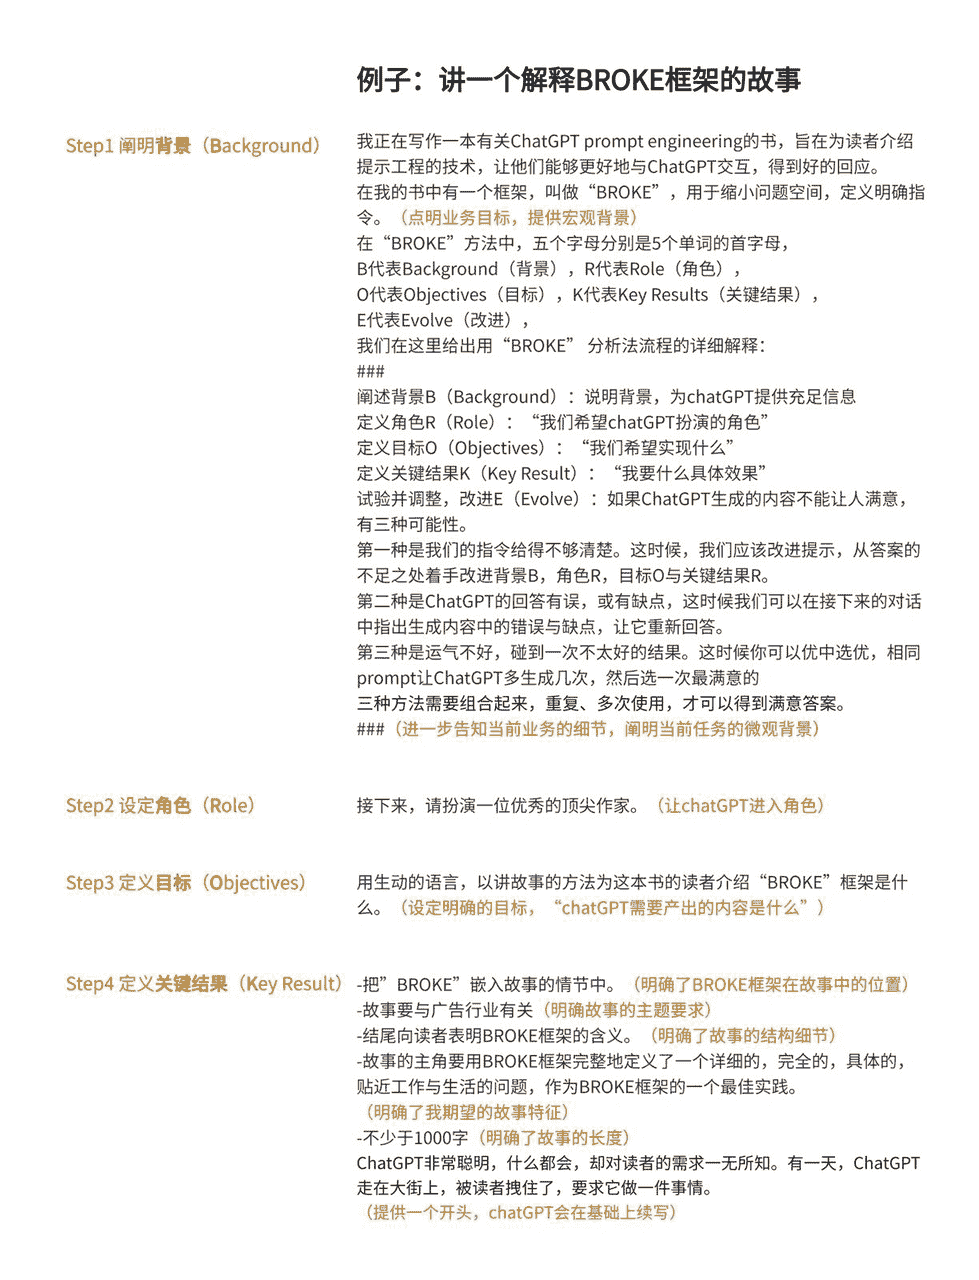 例子：讲一个解释BROKE框架的故事
Step1 阐明背景（Background）
我正在写作一本有关ChatGPT prompt engineering的书，旨在为读者介绍
提示工程的技术，让他们能够更好地与ChatGPT交互，得到好的回应。
在我的书中有一个框架，叫做“BROKE”，用于缩小问题空间，定义明确指
令。（点明业务目标，提供宏观背景）
在“BROKE”方法中，五个字母分别是5个单词的首字母，
B代表Background（背景），R代表Role（角色），
O代表Objectives（目标），K代表Key Results（关键结果），
E代表Evolve（改进），
我们在这里给出用“BROKE” 分析法流程的详细解释：
###
阐述背景B（Background）：说明背景，为chatGPT提供充足信息
定义角色R（Role）：“我们希望chatGPT扮演的角色”
定义目标O（Objectives）：“我们希望实现什么”
定义关键结果K（Key Result）：“我要什么具体效果”
试验并调整，改进E（Evolve）：如果ChatGPT生成的内容不能让人满意，
有三种可能性。
第一种是我们的指令给得不够清楚。这时候，我们应该改进提示，从答案的
不足之处着手改进背景B，角色R，目标O与关键结果R。
第二种是ChatGPT的回答有误，或有缺点，这时候我们可以在接下来的对话
中指出生成内容中的错误与缺点，让它重新回答。
第三种是运气不好，碰到一次不太好的结果。这时候你可以优中选优，相同
prompt让ChatGPT多生成几次，然后选一次最满意的
三种方法需要组合起来，重复、多次使用，才可以得到满意答案。
###（进一步告知当前业务的细节，阐明当前任务的微观背景）
Step2 设定角色（Role）
接下来，请扮演一位优秀的顶尖作家。（让chatGPT进入角色）
Step3 定义目标（Objectives）
用生动的语言，以讲故事的方法为这本书的读者介绍“BROKE”框架是什
么。（设定明确的目标，“chatGPT需要产出的内容是什么”）
Step4 定义关键结果（Key Result）
-把”BROKE”嵌入故事的情节中。（明确了BROKE框架在故事中的位置）
-故事要与广告行业有关（明确故事的主题要求）
-结尾向读者表明BROKE框架的含义。（明确了故事的结构细节）
-故事的主角要用BROKE框架完整地定义了一个详细的，完全的，具体的，
贴近工作与生活的问题，作为BROKE框架的一个最佳实践。
（明确了我期望的故事特征）
-不少于1000字（明确了故事的长度）
ChatGPT非常聪明，什么都会，却对读者的需求一无所知。有一天，ChatGPT
走在大街上，被读者拽住了，要求它做一件事情。
（提供一个开头，chatGPT会在基础上续写）